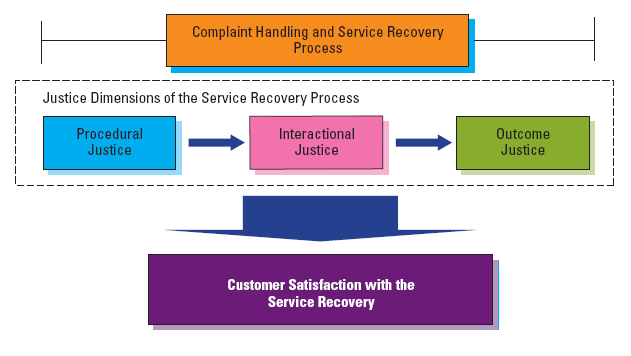 Complaint Handling and Service Recovery
Process
Justice Dimensions of the Service Recovery Process
Procedural
Justice
Interactional
Justice
Outcome
Justice
Customer Satisfaction with the
Service Recovery